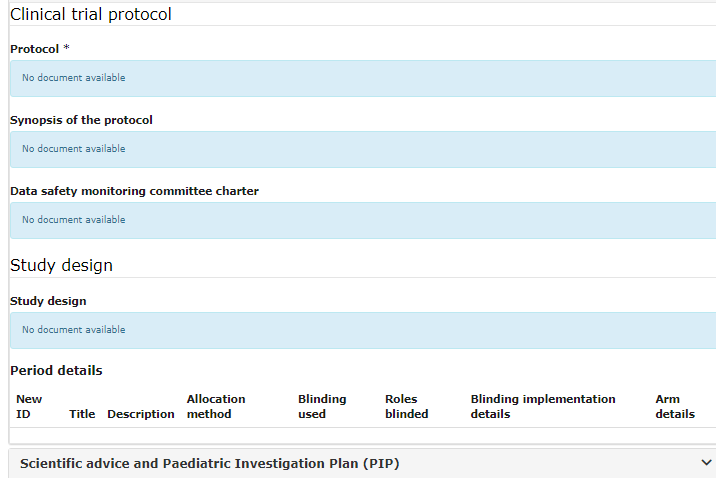 Clinical trial protocol
Protocol *
No document available
Synopsis of the protocol
No document available
Data safety monitoring committee charter
No document available
Study design
Study design
No document available
Period details
New ID Title Description Allocation method Blinding used Roles blinded Blinding implementation details Arm details
Scientific advice and Paediatric Investigation Plan (PIP)